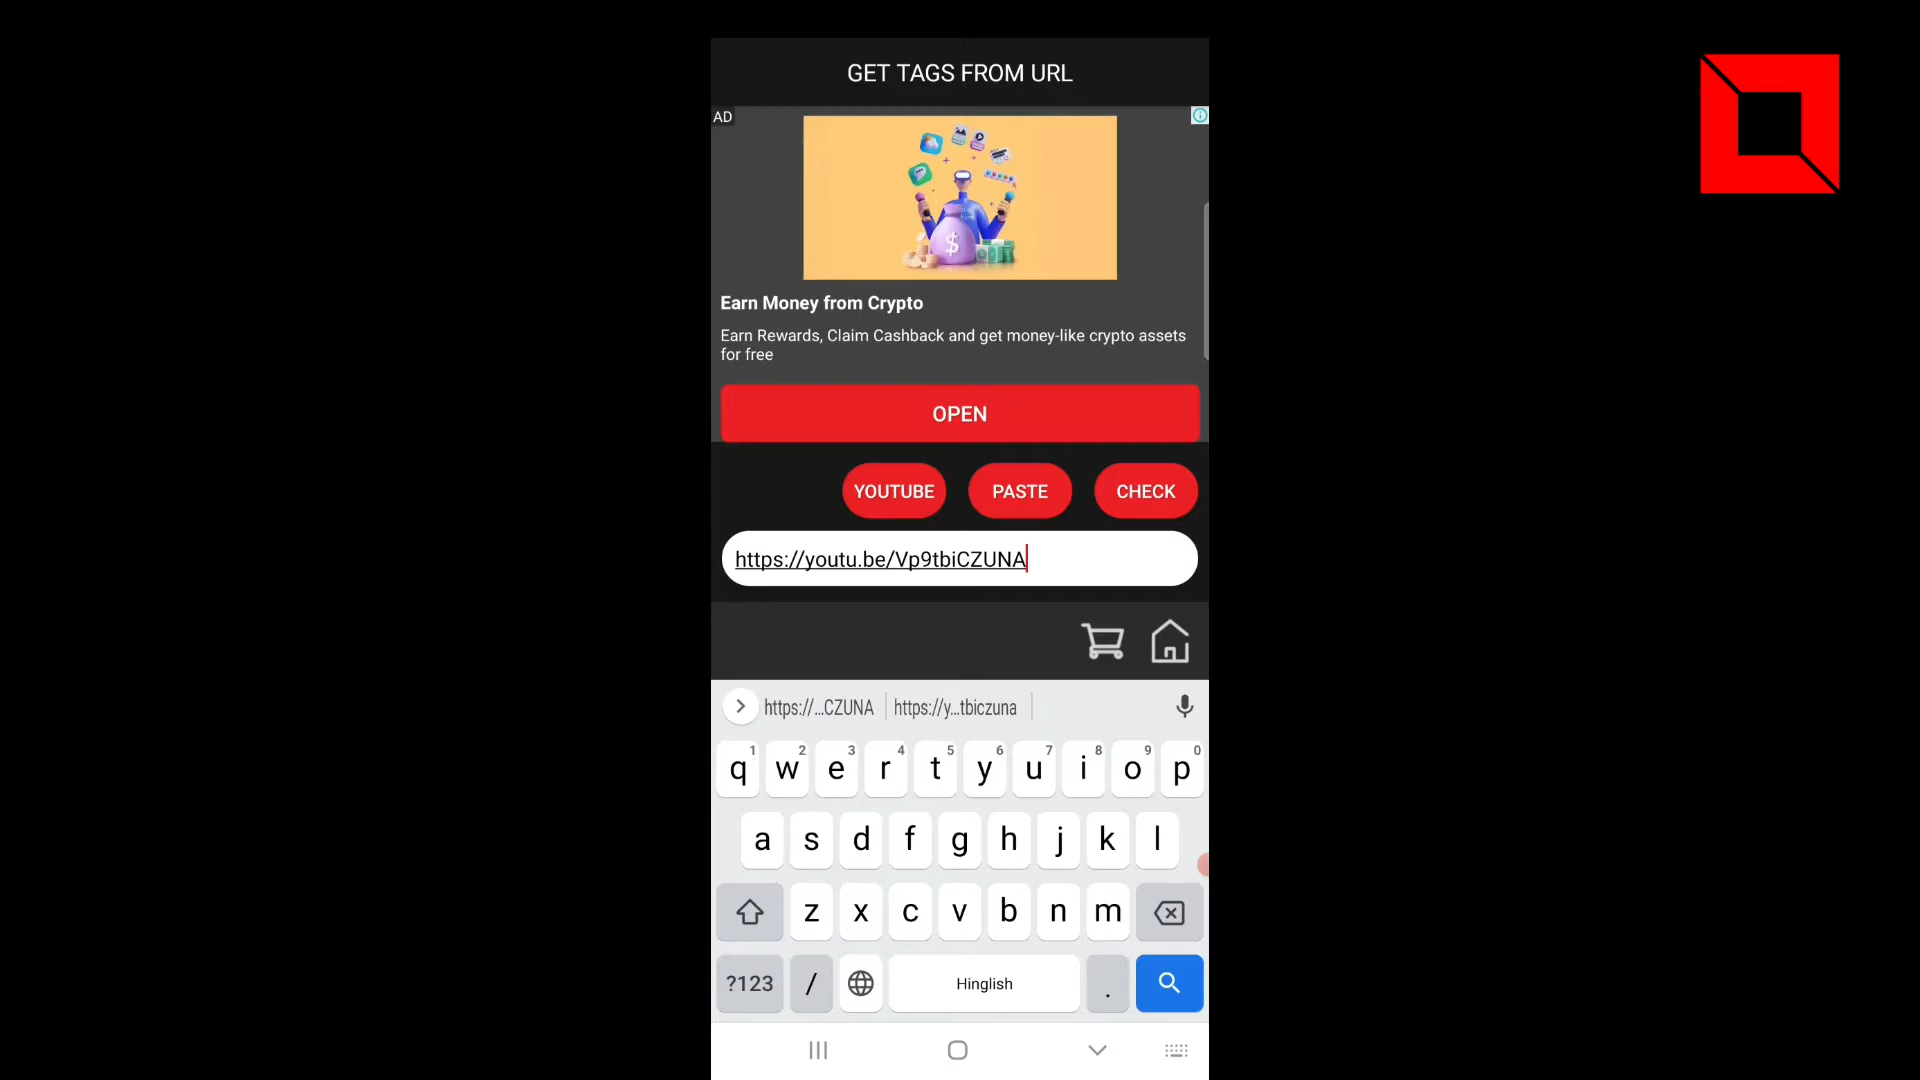 GET TAGS FROM URL
AD
$
Earn Money from Crypto
Earn Rewards, Claim Cashback and get money-like crypto assets
for free
OPEN
YOUTUBE PASTE CHECK
https://youtu.be/Vp9tbiCZUNA
https://...CZUNA https://y...tbiczuna
1 2 3 4 5 6 7 8 9 0
q w e r t y u i o p
a s d f g h j k l
z x c v b n m
?123 / Hinglish .